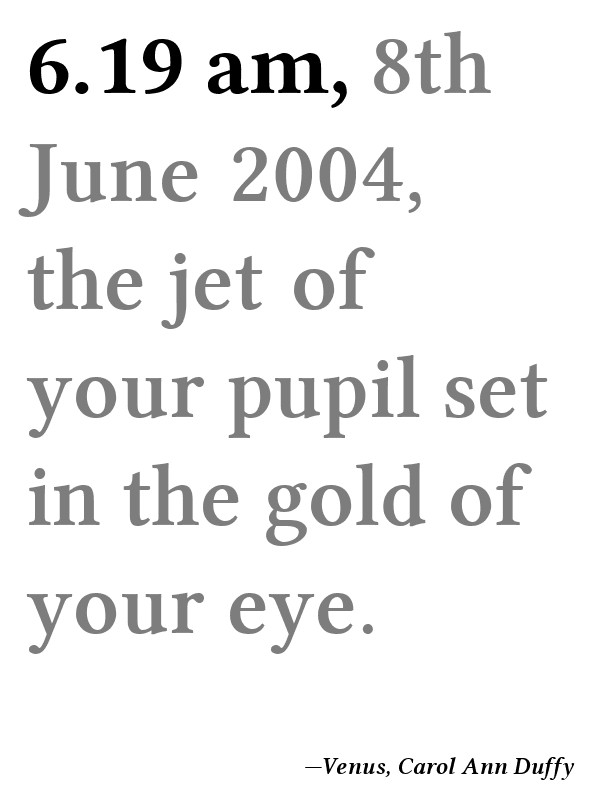 6.19 am, 8th
June 2004,
the jet of
your pupil set
in the gold of
your eye.
—Venus, Carol Ann Duffy